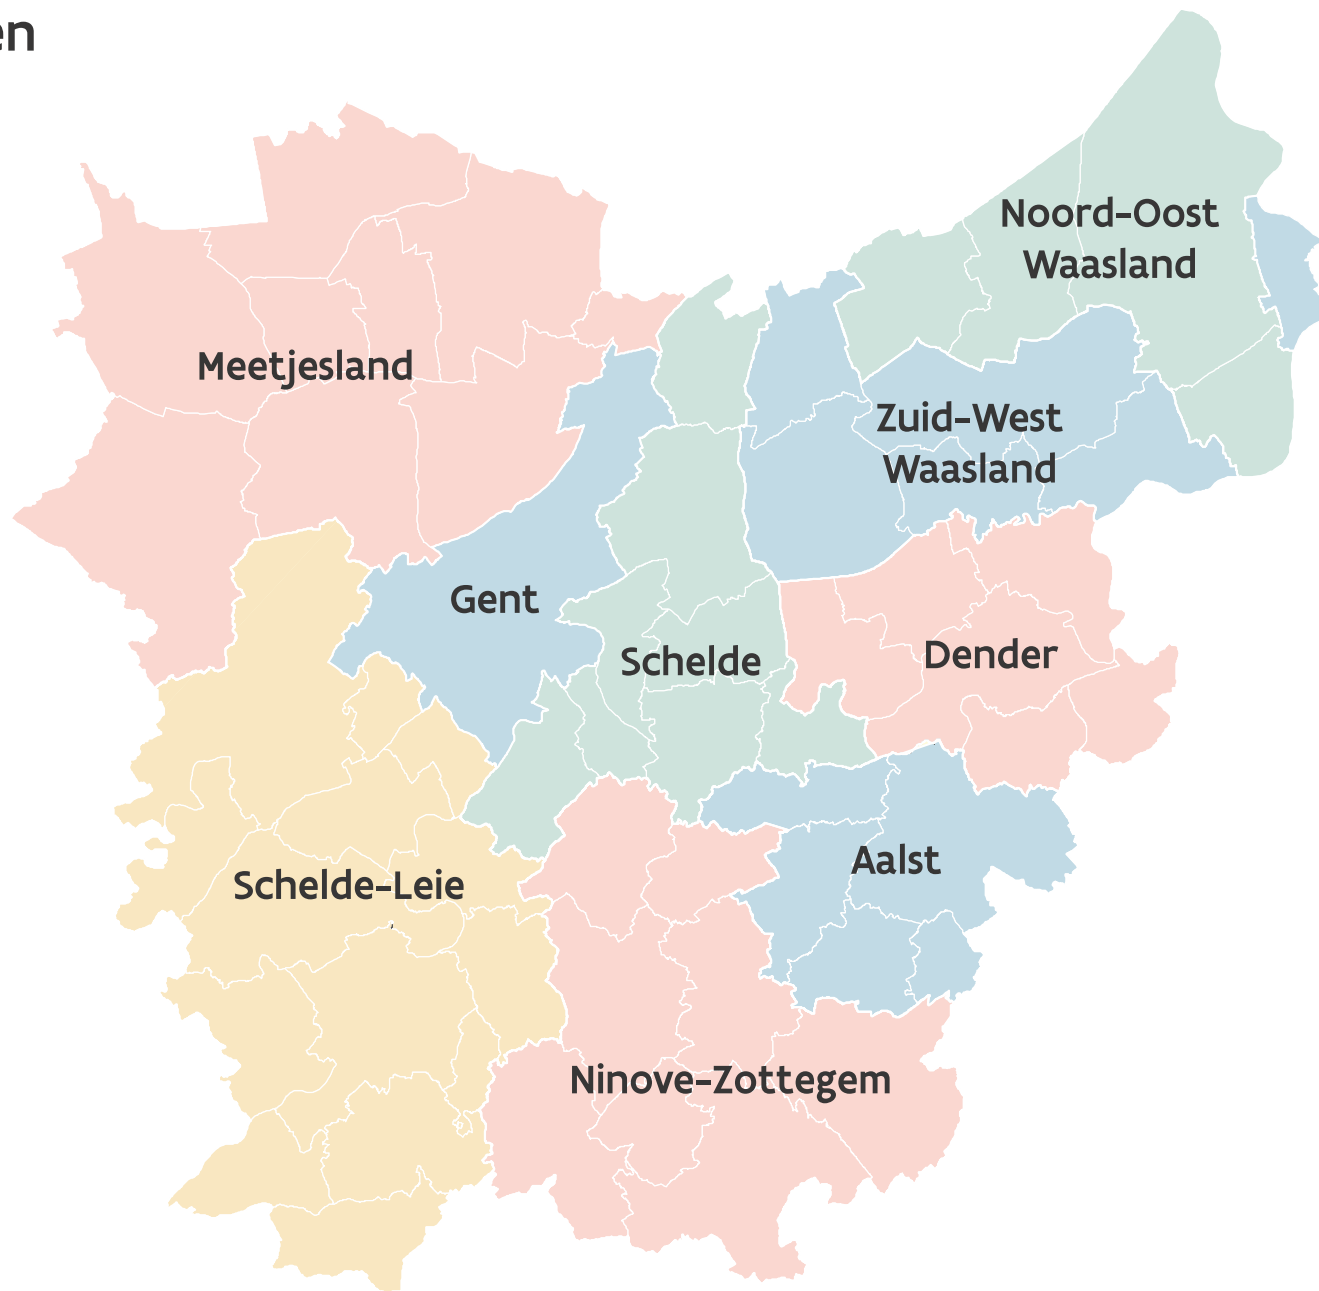 en
Noord-Oost
Waasland
Meetjesland
Zuid-West
Waasland
Gent
Schelde
Dender
Aalst
Schelde-Leie
Ninove-Zottegem